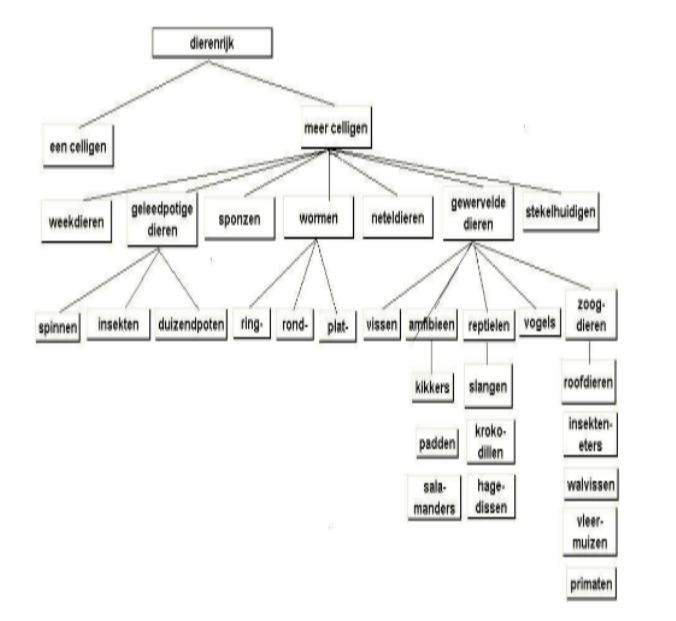 dierenrijk
een celligen
meer celligen
weekdieren
geleedpotige
dieren
sponzen
wormen
neteldieren
gewervelde
dieren
stekelhuidigen
spinnen
insekten
duizendpoten
ring-
rond-
plat-
vissen
amfibieen
reptielen
vogels
zoog-
dieren
kikkers
slangen
roofdieren
padden
kroko-
dillen
insekten-
eters
sala-
manders
hage-
dissen
walvissen
vleer-
muizen
primaten